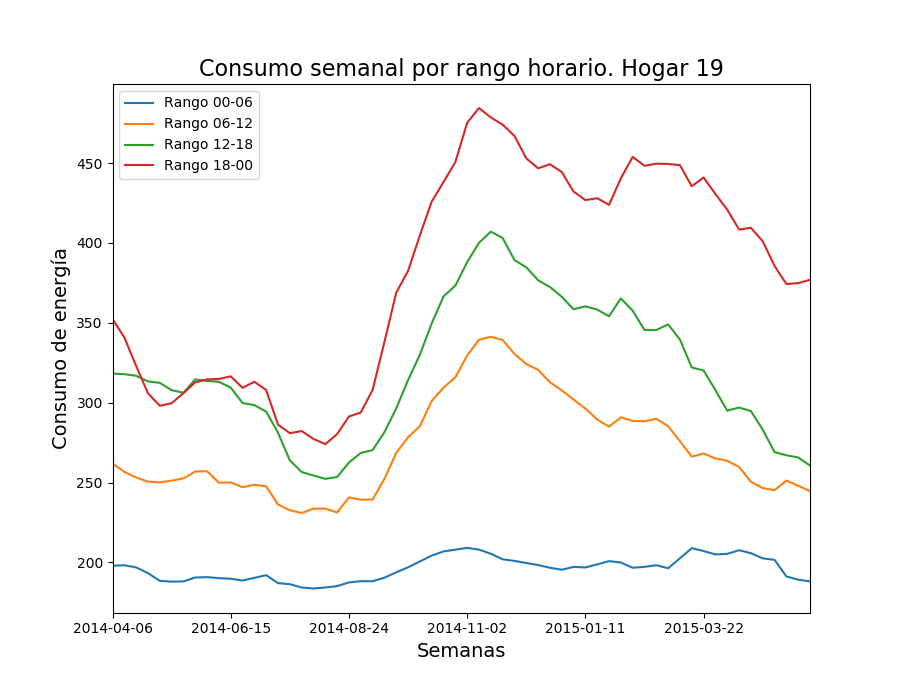 Consumo semanal por rango horario. Hogar 19
Rango 00-06
Rango 06-12
Rango 12-18
Rango 18-00
450
400
350
300
250
200
Consumo de energía
2014-04-06 2014-06-15 2014-08-24 2014-11-02 2015-01-11 2015-03-22
Semanas